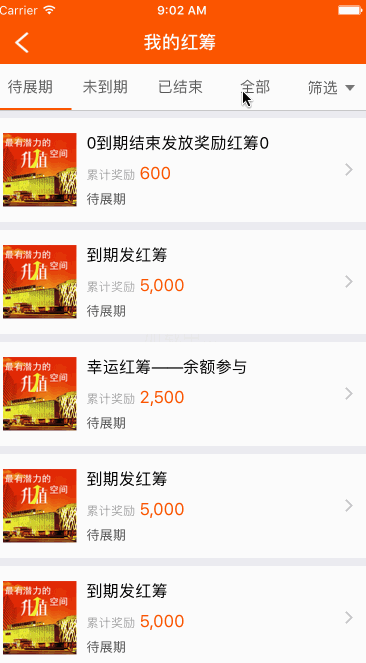 Carrier 9:02 AM
我的红筹
待展期 未到期 已结束 全部 筛选
最有潜力的
升值
空间
0到期结束发放奖励红筹0
累计奖励 600
待展期
最有潜力的
升值
空间
到期发红筹
累计奖励 5,000
待展期
最有潜力的
升值
空间
幸运红筹——余额参与
累计奖励 2,500
待展期
最有潜力的
升值
空间
到期发红筹
累计奖励 5,000
待展期
最有潜力的
升值
空间
到期发红筹
累计奖励 5,000
待展期